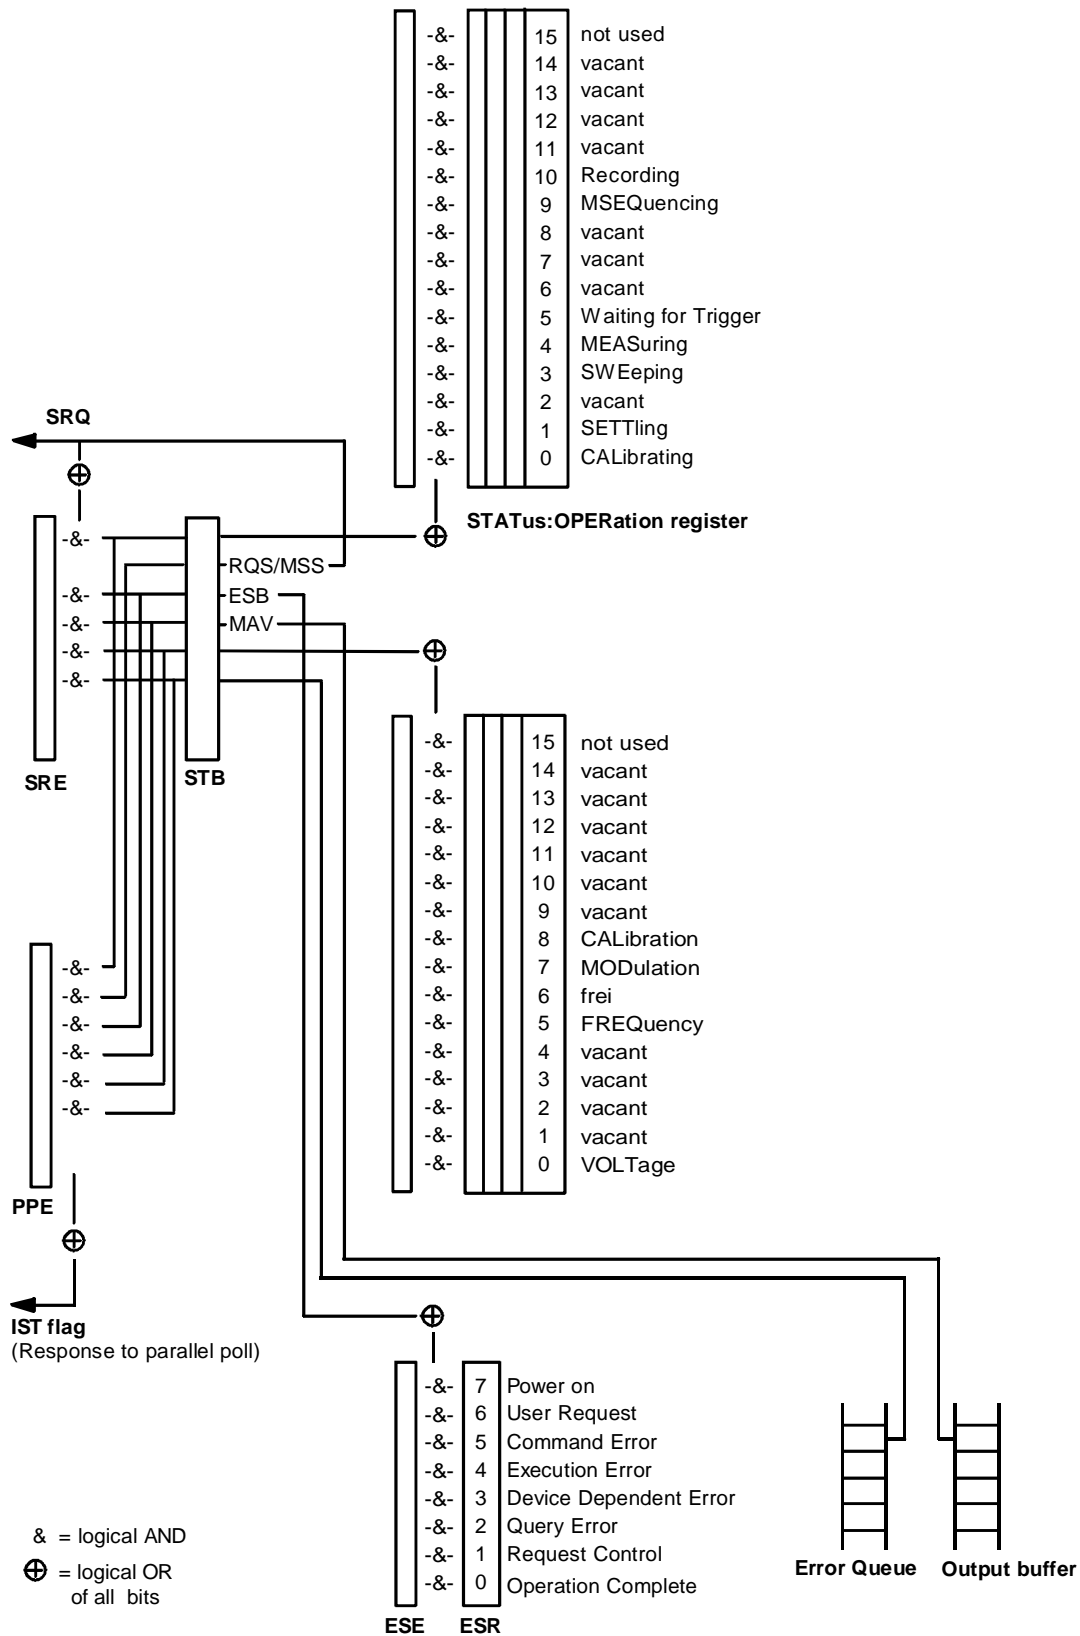 -&- 15 not used
-&- 14 vacant
-&- 13 vacant
-&- 12 vacant
-&- 11 vacant
-&- 10 Recording
-&- 9 MSEQuencing
-&- 8 vacant
-&- 7 vacant
-&- 6 vacant
-&- 5 Waiting for Trigger
-&- 4 MEASuring
-&- 3 SWEeping
-&- 2 vacant
-&- 1 SETTling
-&- 0 CALibrating
STATus:OPERation register
SRQ
-&-
RQS/MSS
-&- ESB
-&- MAV
-&-
-&-
SRE STB
-&- 15 not used
-&- 14 vacant
-&- 13 vacant
-&- 12 vacant
-&- 11 vacant
-&- 10 vacant
-&- 9 vacant
-&- 8 CALibration
-&- 7 MODulation
-&- 6 frei
-&- 5 FREQuency
-&- 4 vacant
-&- 3 vacant
-&- 2 vacant
-&- 1 vacant
-&- 0 VOLTage
-&-
-&-
-&-
-&-
-&-
-&-
PPE
IST flag
(Response to parallel poll)
-&- 7 Power on
-&- 6 User Request
-&- 5 Command Error
-&- 4 Execution Error
-&- 3 Device Dependent Error
-&- 2 Query Error
-&- 1 Request Control
-&- 0 Operation Complete
ESE ESR
Error Queue Output buffer
& = logical AND
⊕ = logical OR
of all bits